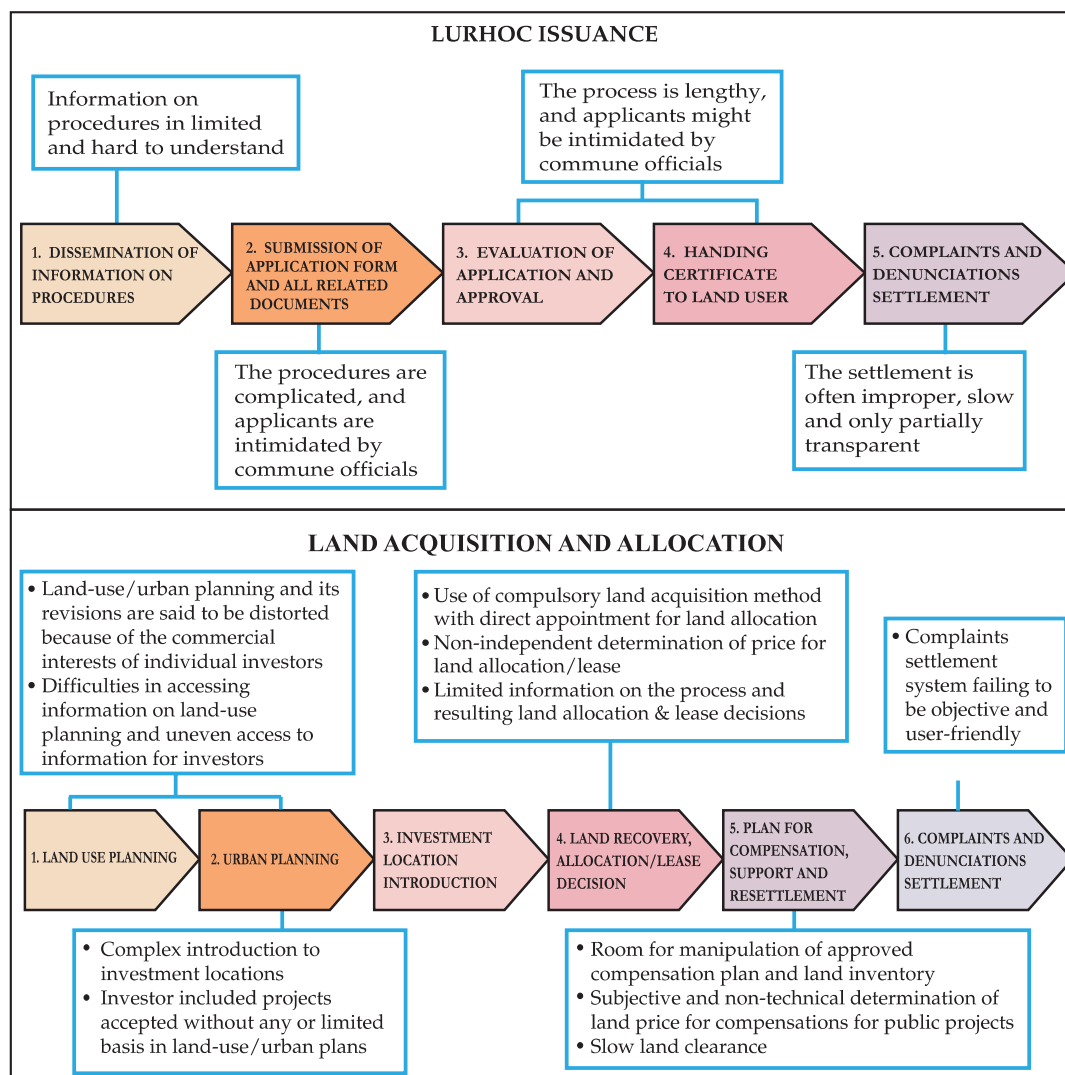 LURHOC ISSUANCE
Information on
procedures in limited
and hard to understand
The process is lengthy,
and applicants might
be intimidated by
commune officials
1. DISSEMINATION OF
INFORMATION ON
PROCEDURES
2. SUBMISSION OF
APPLICATION FORM
AND ALL RELATED
DOCUMENTS
3. EVALUATION OF
APPLICATION AND
APPROVAL
4. HANDING
CERTIFICATE
TO LAND USER
5. COMPLAINTS AND
DENUNCIATIONS
SETTLEMENT
The procedures are
complicated, and
applicants are
intimidated by
commune officials
The settlement is
often improper, slow
and only partially
transparent
LAND ACQUISITION AND ALLOCATION
• Land-use/urban planning and its
revisions are said to be distorted
because of the commercial
interests of individual investors
• Difficulties in accessing
information on land-use
planning and uneven access to
information for investors
• Use of compulsory land acquisition method
with direct appointment for land allocation
• Non-independent determination of price for
land allocation/lease
• Limited information on the process and
resulting land allocation & lease decisions
• Complaints
settlement
system failing to
be objective and
user-friendly
1. LAND USE PLANNING
2. URBAN PLANNING
3. INVESTMENT
LOCATION
INTRODUCTION
4. LAND RECOVERY,
ALLOCATION/LEASE
DECISION
5. PLAN FOR
COMPENSATION,
SUPPORT AND
RESETTLEMENT
6. COMPLAINTS AND
DENUNCIATIONS
SETTLEMENT
• Complex introduction to
investment locations
• Investor included projects
accepted without any or limited
basis in land-use/urban plans
• Room for manipulation of approved
compensation plan and land inventory
• Subjective and non-technical determination of
land price for compensations for public projects
• Slow land clearance